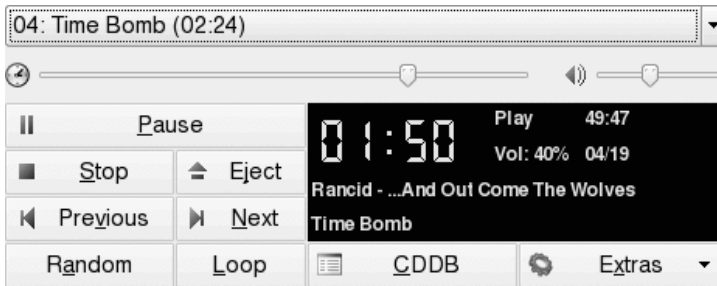 04: Time Bomb (02:24)
Pause
Stop
Eject
Previous
Next
Random
Loop
01:50
Play 49:47
Vol: 40% 04/19
Rancid - ...And Out Come The Wolves
Time Bomb
CDDB
Extras